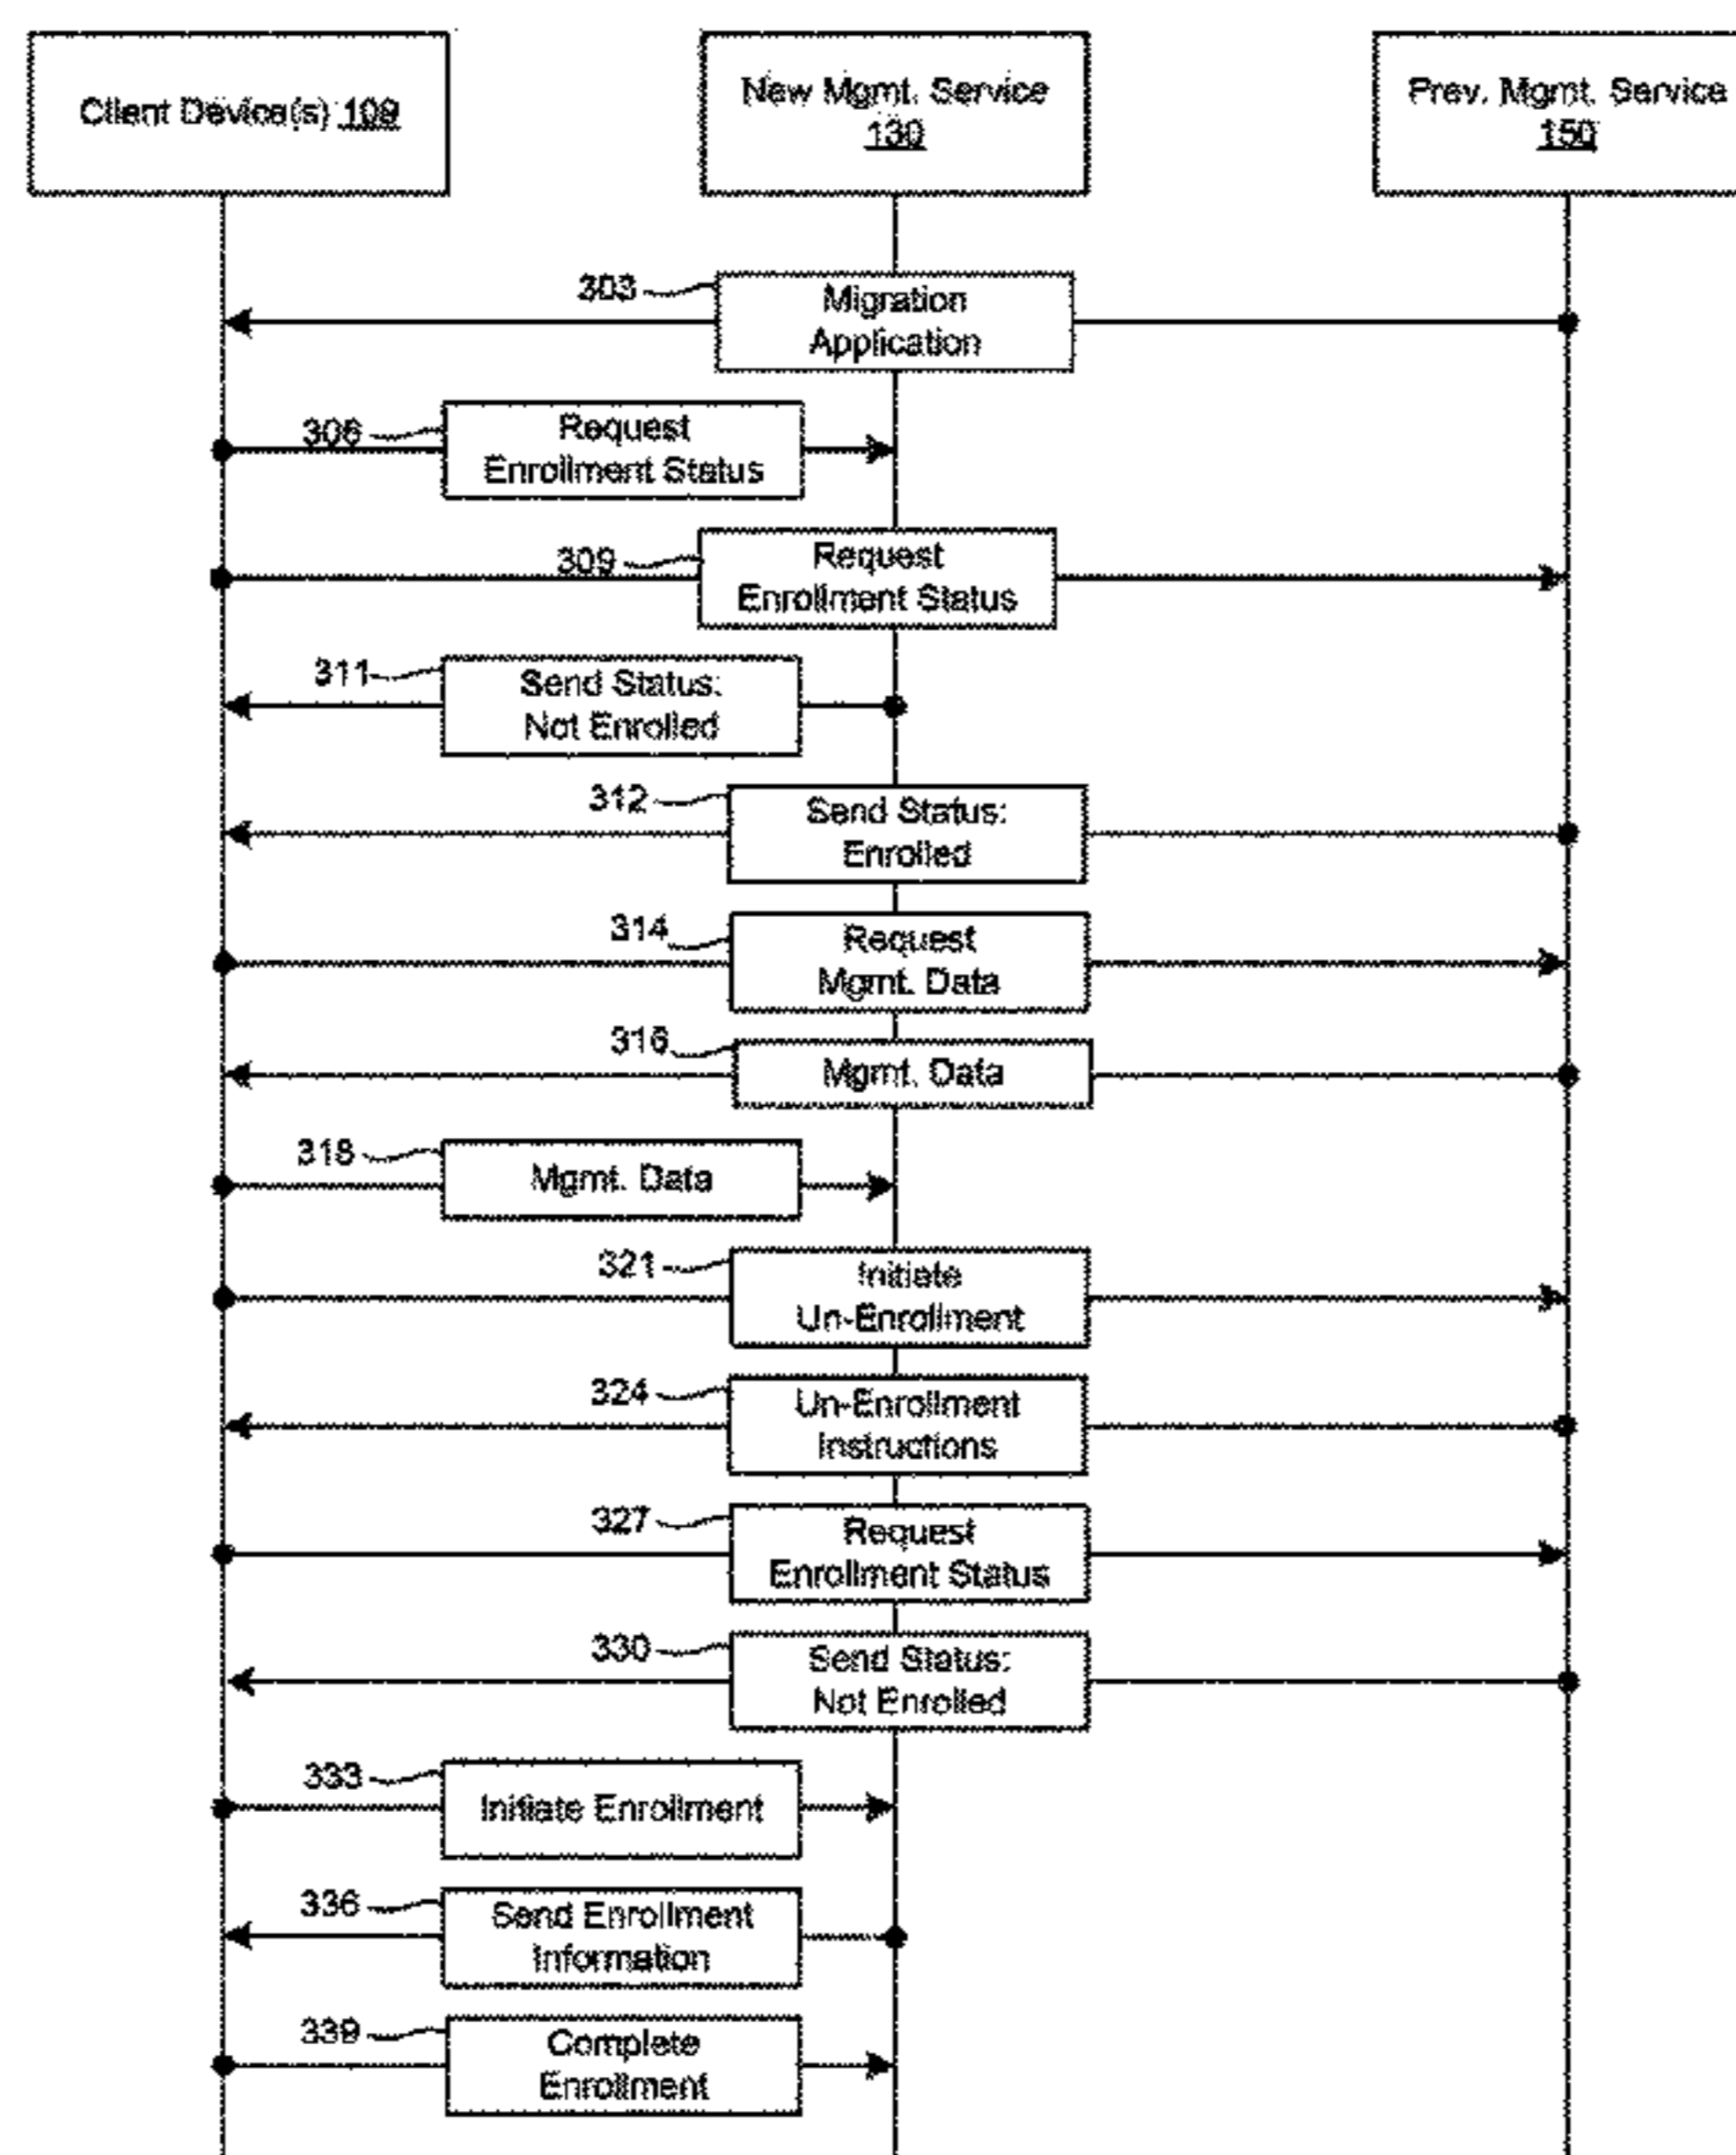 Client Device(s) 109
New Mgmt. Service
130
Prev. Mgmt. Service
150
303
Migration
Application
306
Request
Enrollment Status
309
Request
Enrollment Status
311
Send Status:
Not Enrolled
312
Send Status:
Enrolled
314
Request
Mgmt. Data
316
Mgmt. Data
318
Mgmt. Data
321
Initiate
Un-Enrollment
324
Un-Enrollment
Instructions
327
Request
Enrollment Status
330
Send Status:
Not Enrolled
333
Initiate Enrollment
336
Send Enrollment
Information
339
Complete
Enrollment